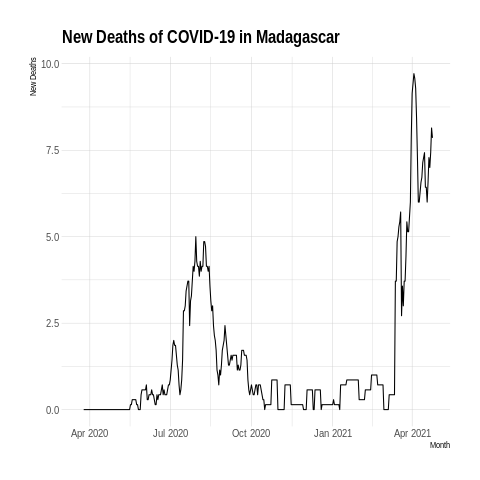 New Deaths of COVID-19 in Madagascar
New Deaths
10.0
7.5
5.0
2.5
0.0
Apr 2020 Jul 2020 Oct 2020 Jan 2021 Apr 2021
Month